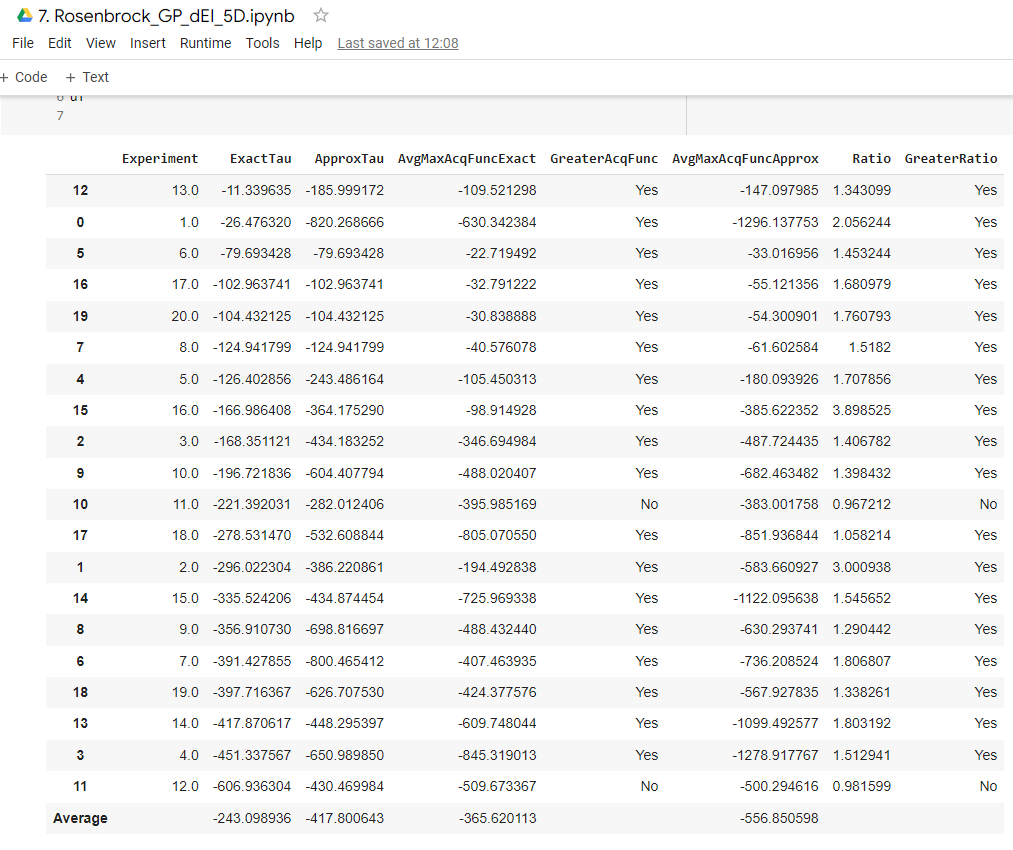 7. Rosenbrock_GP_dEI_5D.ipynb
File Edit View Insert Runtime Tools Help Last saved at 12:08
+ Code + Text
7
Experiment ExactTau ApproxTau AvgMaxAcqFuncExact GreaterAcqFunc AvgMaxAcqFuncApprox Ratio GreaterRatio
12 13.0 -11.339635 -185.999172 -109.521298 Yes -147.097985 1.343099 Yes
0 1.0 -26.476320 -820.268666 -630.342384 Yes -1296.137753 2.056244 Yes
5 6.0 -79.693428 -79.693428 -22.719492 Yes -33.016956 1.453244 Yes
16 17.0 -102.963741 -102.963741 -32.791222 Yes -55.121356 1.680979 Yes
19 20.0 -104.432125 -104.432125 -30.838888 Yes -54.300901 1.760793 Yes
7 8.0 -124.941799 -124.941799 -40.576078 Yes -61.602584 1.5182 Yes
4 5.0 -126.402856 -243.486164 -105.450313 Yes -180.093926 1.707856 Yes
15 16.0 -166.986408 -364.175290 -98.914928 Yes -385.622352 3.898525 Yes
2 3.0 -168.351121 -434.183252 -346.694984 Yes -487.724435 1.406782 Yes
9 10.0 -196.721836 -604.407794 -488.020407 Yes -682.463482 1.398432 Yes
10 11.0 -221.392031 -282.012406 -395.985169 No -383.001758 0.967212 No
17 18.0 -278.531470 -532.608844 -805.070550 Yes -851.936844 1.058214 Yes
1 2.0 -296.022304 -386.220861 -194.492838 Yes -583.660927 3.000938 Yes
14 15.0 -335.524206 -434.874454 -725.969338 Yes -1122.095638 1.545652 Yes
8 9.0 -356.910730 -698.816697 -488.432440 Yes -630.293741 1.290442 Yes
6 7.0 -391.427855 -800.465412 -407.463935 Yes -736.208524 1.806807 Yes
18 19.0 -397.716367 -626.707530 -424.377576 Yes -567.927835 1.338261 Yes
13 14.0 -417.870617 -448.295397 -609.748044 Yes -1099.492577 1.803192 Yes
3 4.0 -451.337567 -650.989850 -845.319013 Yes -1278.917767 1.512941 Yes
11 12.0 -606.936304 -430.469984 -509.673367 No -500.294616 0.981599 No
Average -243.098936 -417.800643 -365.620113 -556.850598